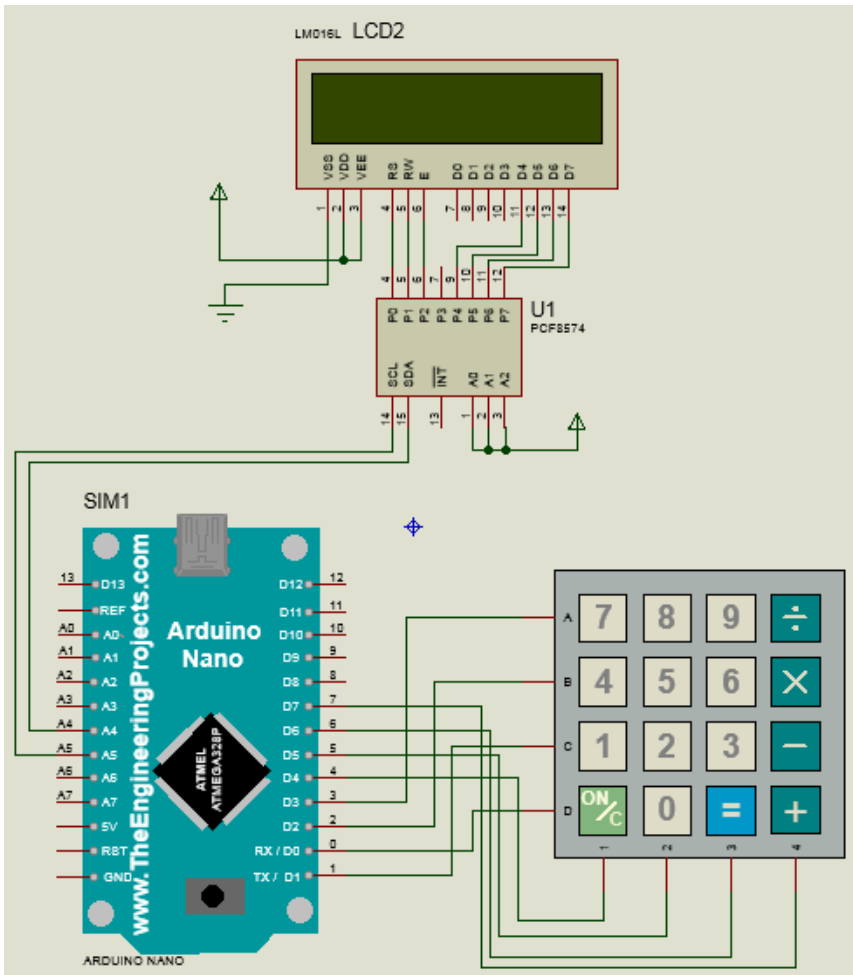 LM016L LCD2
VSS VDD VEE RS RW E D0 D1 D2 D3 D4 D5 D6 D7
1 2 3 4 5 6 7 8 9 10 11 12 13 14
4 5 6 7 9 10 11 12
P0 P1 P2 P3 P4 P5 P6 P7
U1
PCF8574
SCL SDA INT A0 A1 A2
14 15 13 1 2 3
SIM1
www.TheEngineeringProjects.com
Arduino
Nano
ATMEL
ATMEGA328P
13 D13
REF
A0 A0
A1 A1
A2 A2
A3 A3
A4 A4
A5 A5
A6 A6
A7 A7
5V
RST
GND
D12 12
D11 11
D10 10
D9 9
D8 8
D7 7
D6 6
D5 5
D4 4
D3 3
D2 2
RX / D0 0
TX / D1 1
ARDUINO NANO
A 7 8 9 ÷
B 4 5 6 ×
C 1 2 3 −
D ON/C 0 = +
1 2 3 4